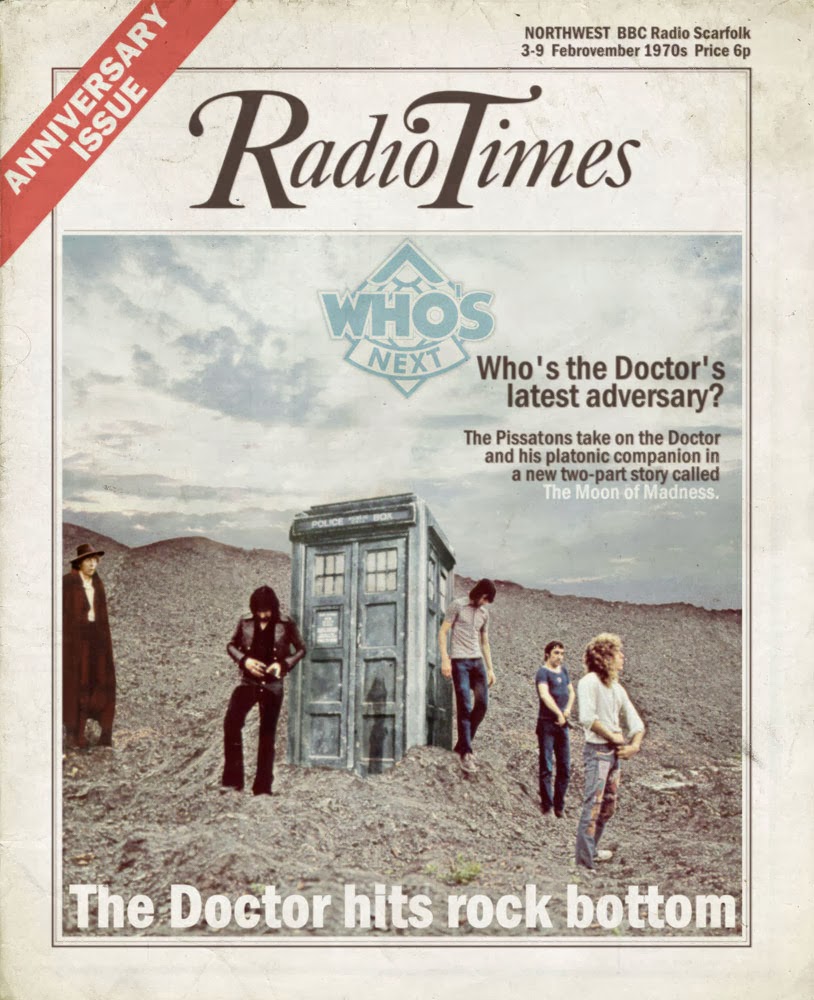 ANNIVERSARY
ISSUE
NORTHWEST BBC Radio Scarfolk
3-9 Febrovember 1970s Price 6p
Radio Times
WHO'S
NEXT
Who's the Doctor's
latest adversary?
The Pissatons take on the Doctor
and his platonic companion in
a new two-part story called
The Moon of Madness.
POLICE BOX
The Doctor hits rock bottom